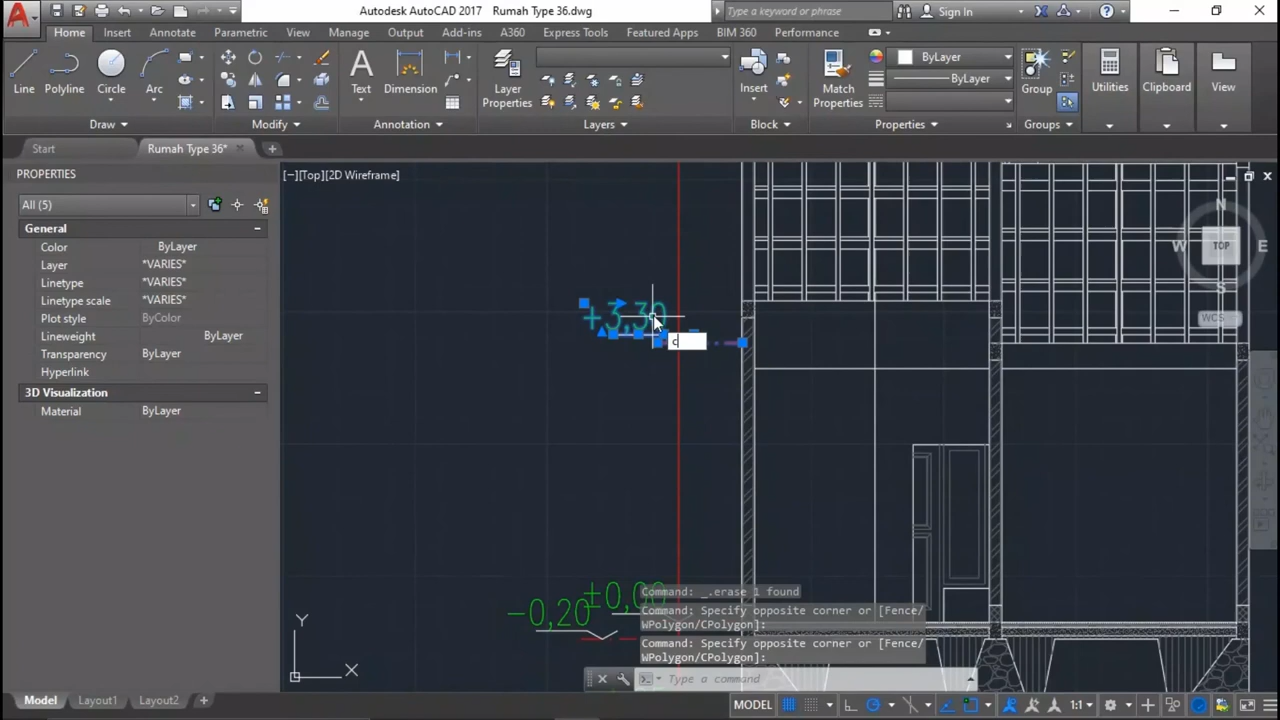 Autodesk AutoCAD 2017 Rumah Type 36.dwg
Type a keyword or phrase
Sign In
Home Insert Annotate Parametric View Manage Output Add-ins A360 Express Tools Featured Apps BIM 360 Performance
Line Polyline Circle Arc
Text Dimension
Layer Properties
Insert
Match Properties
ByLayer
ByLayer
Group
Utilities
Clipboard
View
Draw Modify Annotation Layers Block Properties Groups
Start Rumah Type 36*
PROPERTIES
[−][Top][2D Wireframe]
All (5)
General
Color ByLayer
Layer *VARIES*
Linetype *VARIES*
Linetype scale *VARIES*
Plot style ByColor
Lineweight ByLayer
Transparency ByLayer
Hyperlink
3D Visualization
Material ByLayer
N
W TOP E
S
WCS
+3,30
c
±0,00
−0,20
Command: _.erase 1 found
Command: Specify opposite corner or [Fence/
WPolygon/CPolygon]:
Command: Specify opposite corner or [Fence/
WPolygon/CPolygon]:
Type a command
Y
X
Model Layout1 Layout2 +
MODEL 1:1